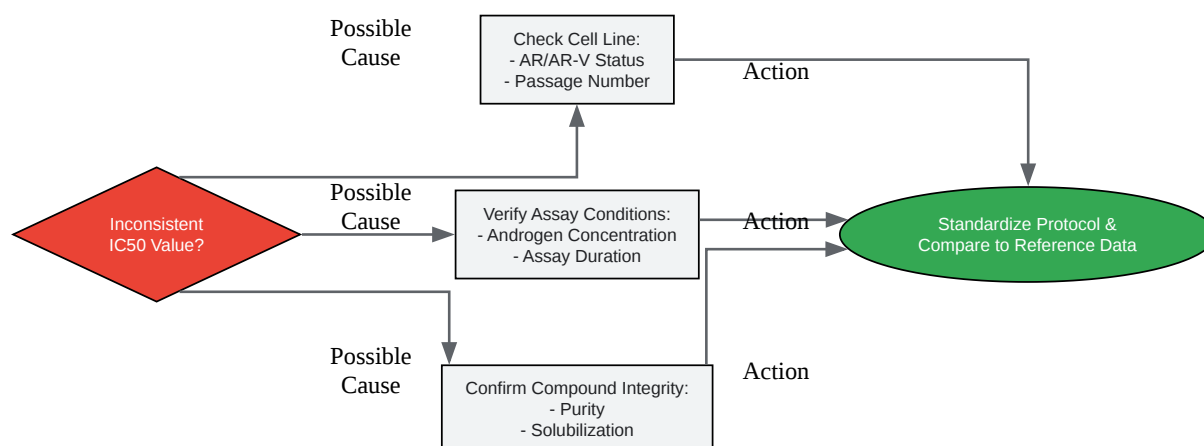 Possible
Cause
Check Cell Line:
- AR/AR-V Status
- Passage Number
Action
Inconsistent
IC50 Value?
Possible
Cause
Verify Assay Conditions:
- Androgen Concentration
- Assay Duration
Action
Standardize Protocol &
Compare to Reference Data
Possible
Cause
Confirm Compound Integrity:
- Purity
- Solubilization
Action